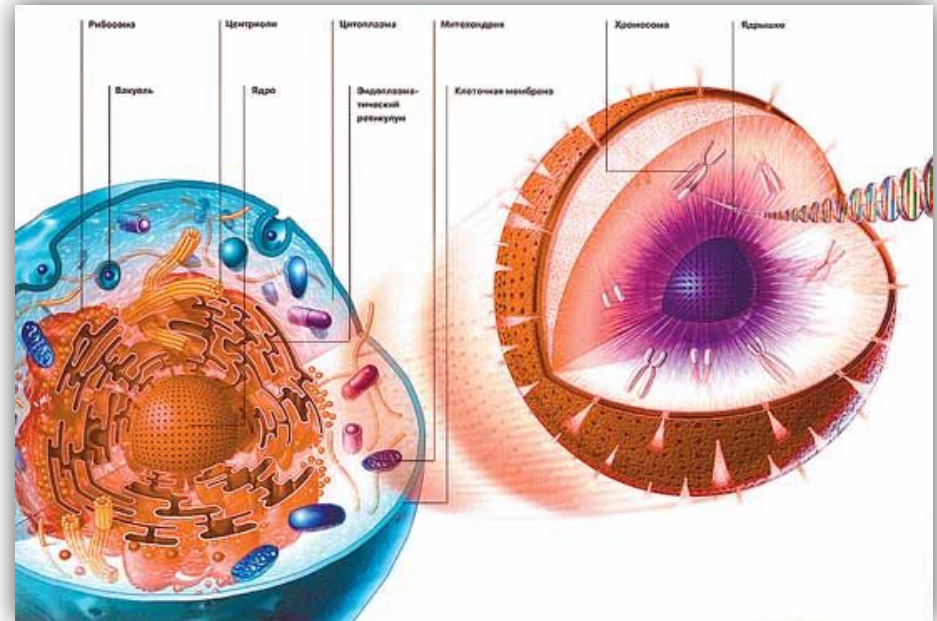 Рибосома
Центриоли
Цитоплазма
Митохондрия
Хромосома
Ядрышко
Вакуоль
Ядро
Эндоплазма-
тический
ретикулум
Клеточная мембрана